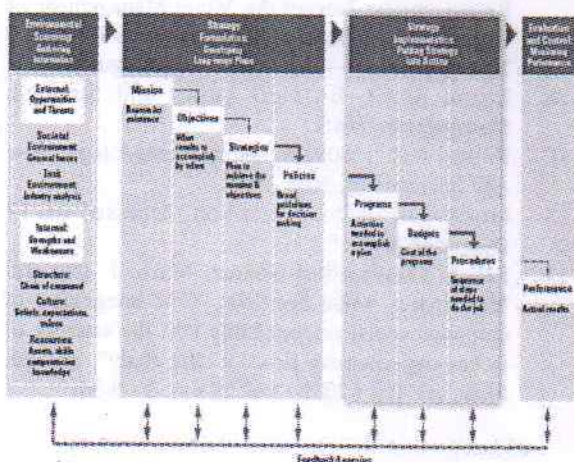 Environmental
Scanning:
Gathering
Information
Strategy
Formulation:
Developing
Long-range Plans
Strategy
Implementation:
Putting Strategy
into Action
Evaluation
and Control:
Monitoring
Performance
External:
Opportunities
and Threats
Societal
Environment:
General forces
Task
Environment:
Industry analysis
Internal:
Strengths and
Weaknesses
Structure:
Chain of command
Culture:
Beliefs, expectations,
values
Resources:
Assets, skills
competencies
knowledge
Mission
Reason for
existence
Objectives
What
results to
accomplish
by when
Strategies
Plan to
achieve the
mission &
objectives
Policies
Broad
guidelines
for decision
making
Programs
Activities
needed to
accomplish
a plan
Budgets
Cost of the
programs
Procedures
Sequence
of steps
needed to
do the job
Performance
Actual results
Feedback/Learning